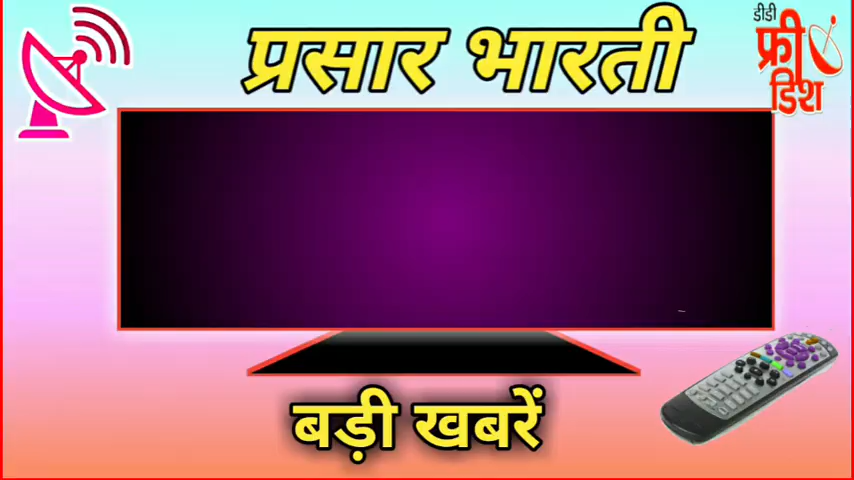 प्रसार भारती
डीडी
फ्री
डिश
बड़ी खबरें